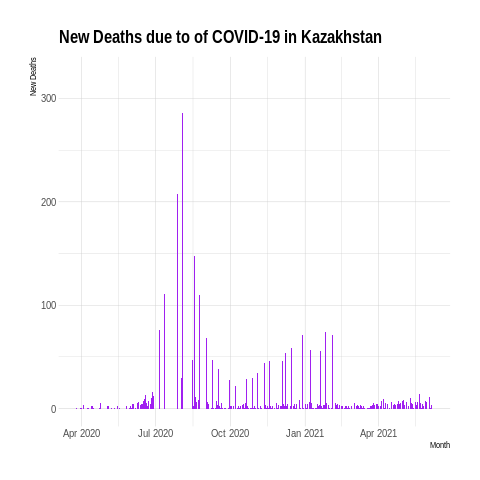 New Deaths due to of COVID-19 in Kazakhstan
New Deaths
300
200
100
0
Apr 2020
Jul 2020
Oct 2020
Jan 2021
Apr 2021
Month